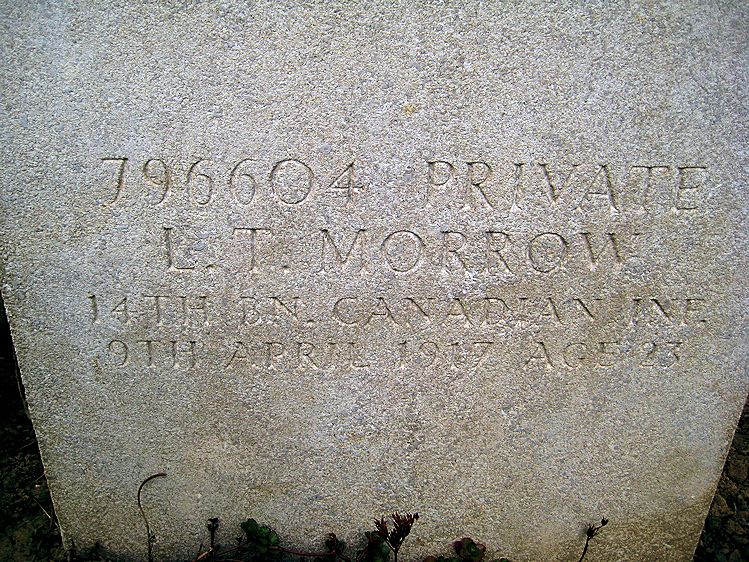 796604 PRIVATE
L. T. MORROW
14TH BN. CANADIAN INF.
9TH APRIL 1917 AGE 23